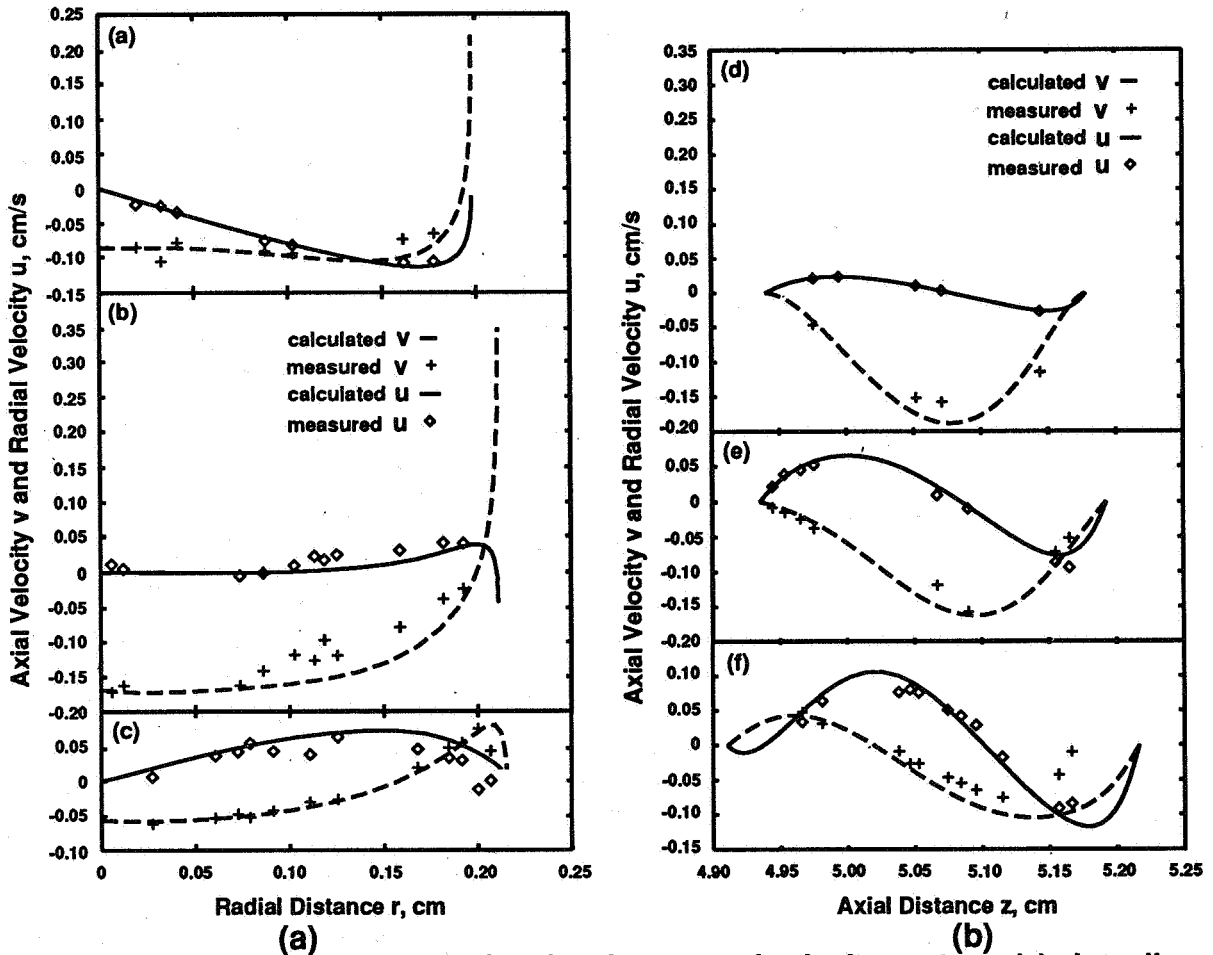 Axial Velocity v and Radial Velocity u, cm/s
(a)
0.25
0.20
0.15
0.10
0.05
0
-0.05
-0.10
-0.15
(b)
calculated v
measured v +
calculated u
measured u
0.35
0.30
0.25
0.20
0.15
0.10
0.05
0
-0.05
-0.10
-0.15
-0.20
(c)
0.05
0
-0.05
-0.10
0 0.05 0.10 0.15 0.20 0.25
Radial Distance r, cm
(a)
Axial Velocity v and Radial Velocity u, cm/s
(d)
calculated v
measured v +
calculated u
measured u
0.35
0.30
0.25
0.20
0.15
0.10
0.05
0
-0.05
-0.10
-0.15
-0.20
(e)
0.05
0
-0.05
-0.10
-0.15
-0.20
(f)
0.10
0.05
0
-0.05
-0.10
-0.15
4.90 4.95 5.00 5.05 5.10 5.15 5.20 5.25
Axial Distance z, cm
(b)